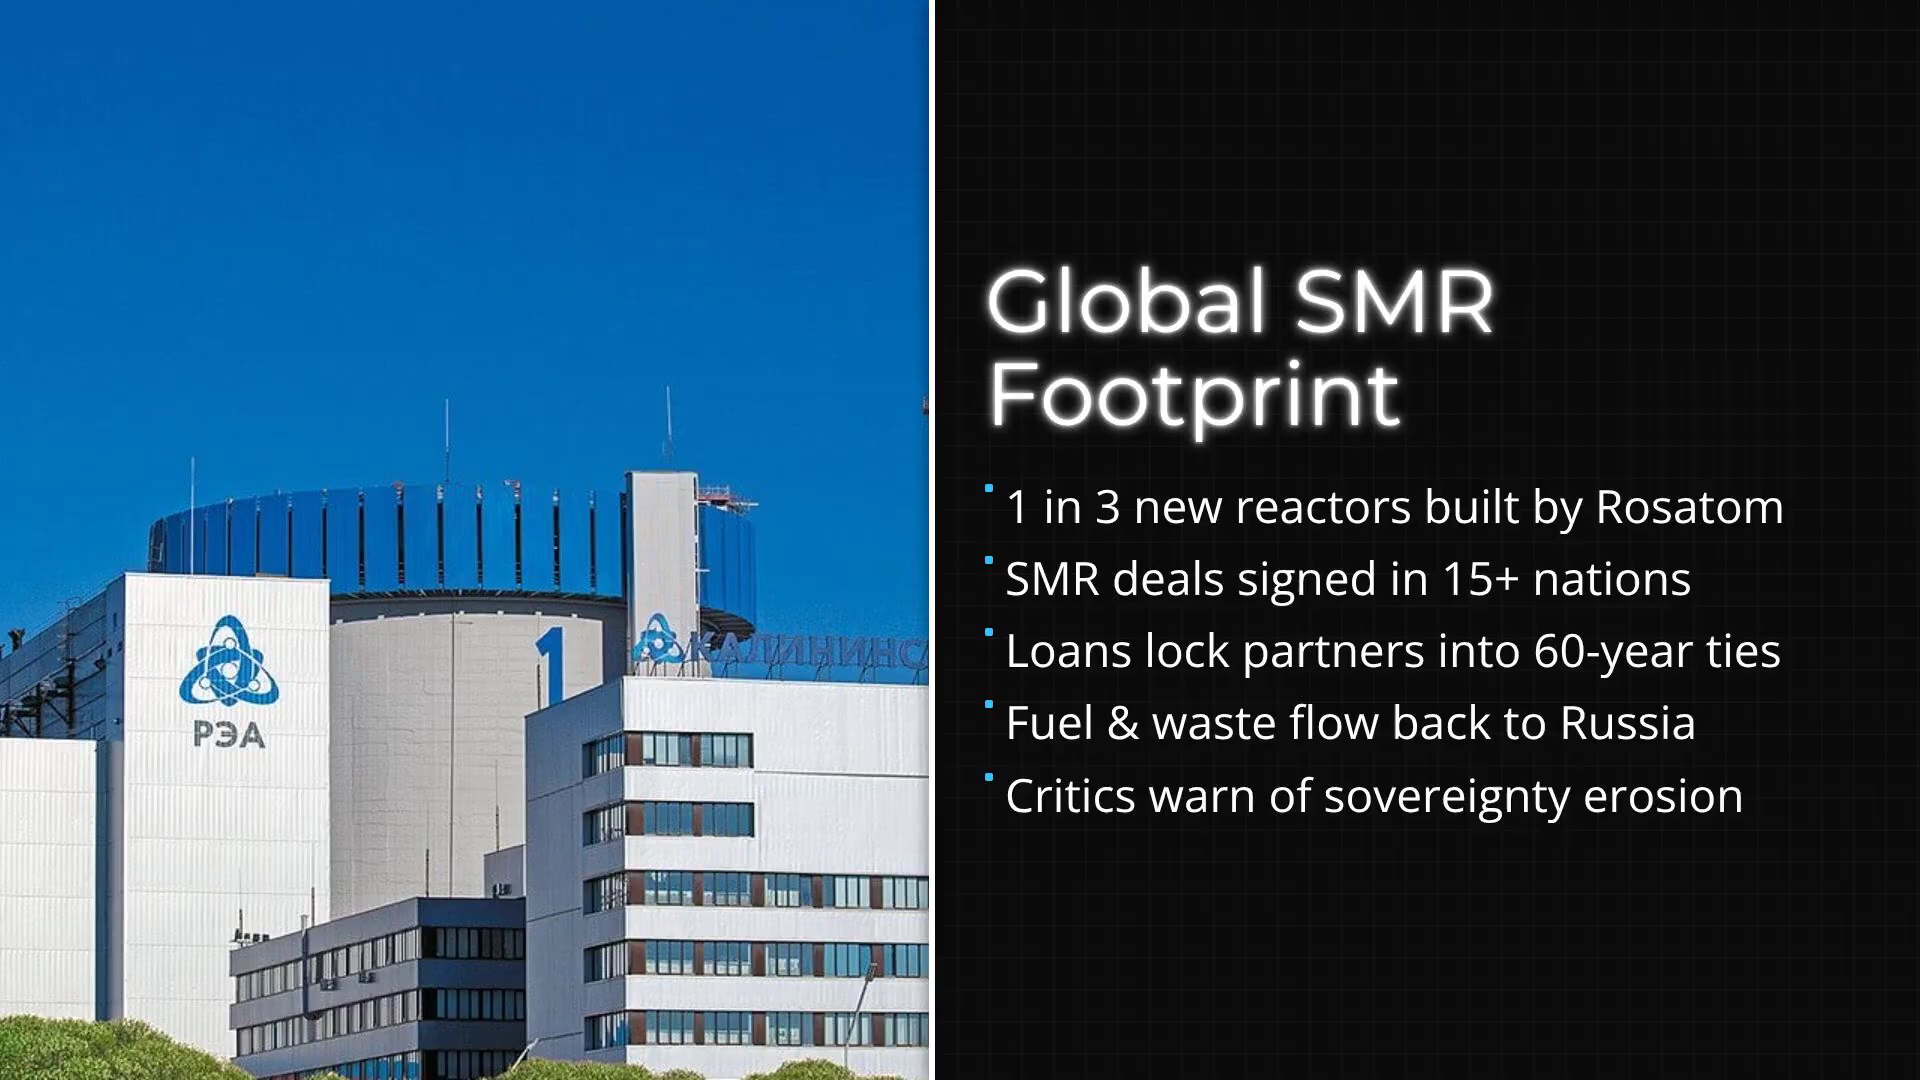 Global SMR
Footprint
1 in 3 new reactors built by Rosatom
SMR deals signed in 15+ nations
Loans lock partners into 60-year ties
Fuel & waste flow back to Russia
Critics warn of sovereignty erosion
1
РЭА